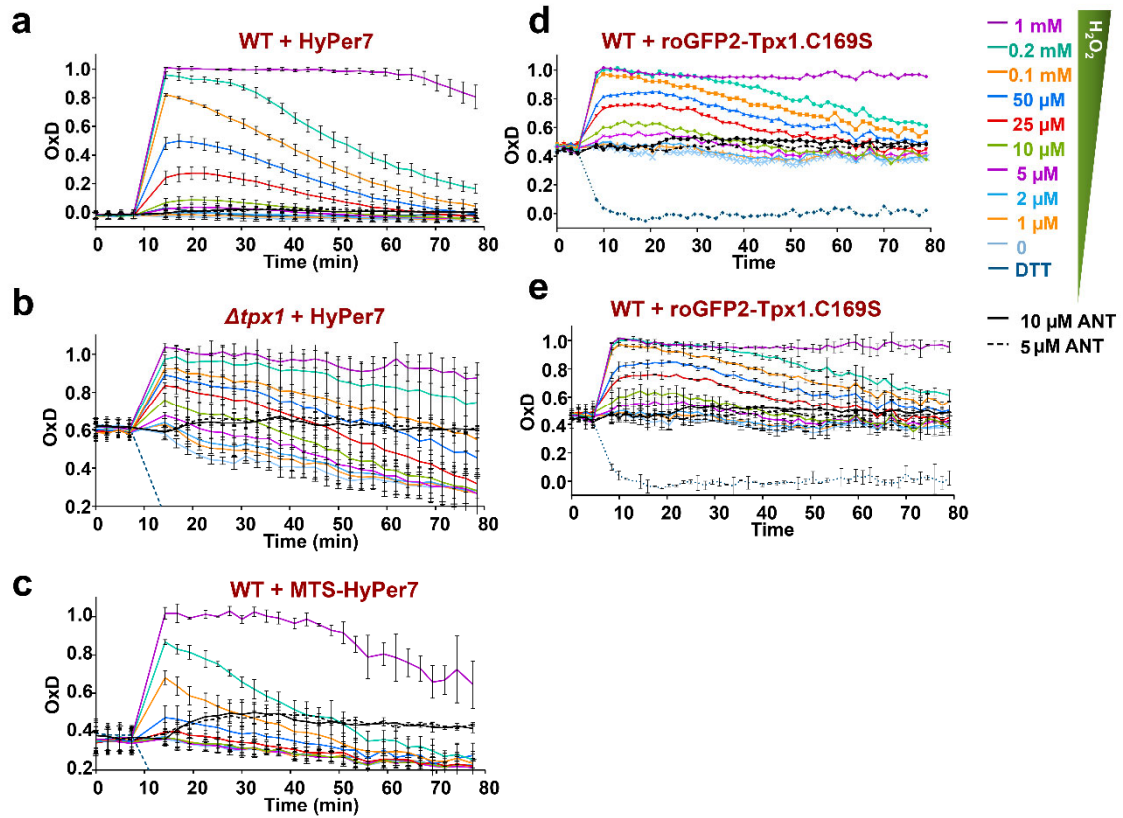 a
WT + HyPer7
OxD
1.0
0.8
0.6
0.4
0.2
0.0
0 10 20 30 40 50 60 70 80
Time (min)
b
Δtpx1 + HyPer7
OxD
1.0
0.8
0.6
0.4
0.2
0 10 20 30 40 50 60 70 80
Time (min)
c
WT + MTS-HyPer7
OxD
1.0
0.8
0.6
0.4
0.2
0 10 20 30 40 50 60 70 80
Time (min)
d
WT + roGFP2-Tpx1.C169S
OxD
1.0
0.8
0.6
0.4
0.2
0.0
0 10 20 30 40 50 60 70 80
Time
e
WT + roGFP2-Tpx1.C169S
OxD
1.0
0.8
0.6
0.4
0.2
0.0
0 10 20 30 40 50 60 70 80
Time
1 mM
0.2 mM
0.1 mM
50 µM
25 µM
10 µM
5 µM
2 µM
1 µM
0
DTT
H₂O₂
10 µM ANT
5 µM ANT